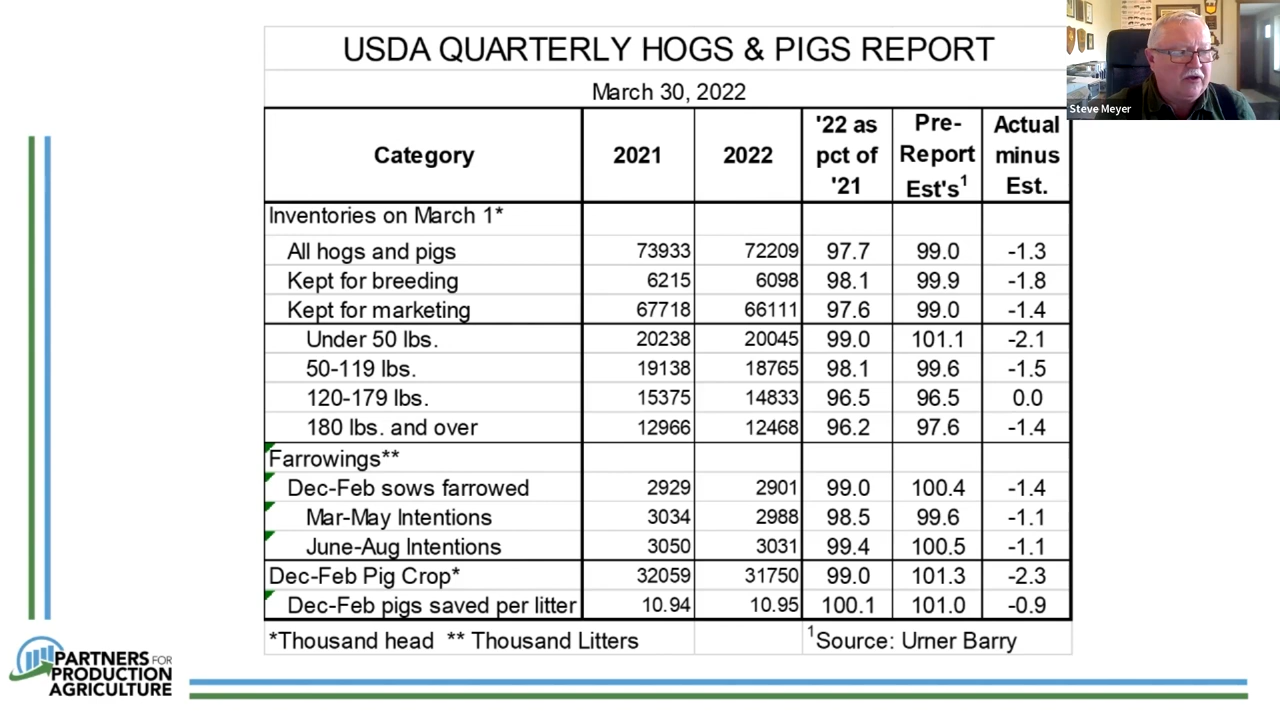 USDA QUARTERLY HOGS & PIGS REPORT
March 30, 2022
Steve Meyer
Category 2021 2022 '22 as pct of '21 Pre-Report Est's1 Actual minus Est.
Inventories on March 1*
All hogs and pigs 73933 72209 97.7 99.0 -1.3
Kept for breeding 6215 6098 98.1 99.9 -1.8
Kept for marketing 67718 66111 97.6 99.0 -1.4
Under 50 lbs. 20238 20045 99.0 101.1 -2.1
50-119 lbs. 19138 18765 98.1 99.6 -1.5
120-179 lbs. 15375 14833 96.5 96.5 0.0
180 lbs. and over 12966 12468 96.2 97.6 -1.4
Farrowings**
Dec-Feb sows farrowed 2929 2901 99.0 100.4 -1.4
Mar-May Intentions 3034 2988 98.5 99.6 -1.1
June-Aug Intentions 3050 3031 99.4 100.5 -1.1
Dec-Feb Pig Crop* 32059 31750 99.0 101.3 -2.3
Dec-Feb pigs saved per litter 10.94 10.95 100.1 101.0 -0.9
*Thousand head ** Thousand Litters 1Source: Urner Barry
PARTNERS FOR
PRODUCTION
AGRICULTURE